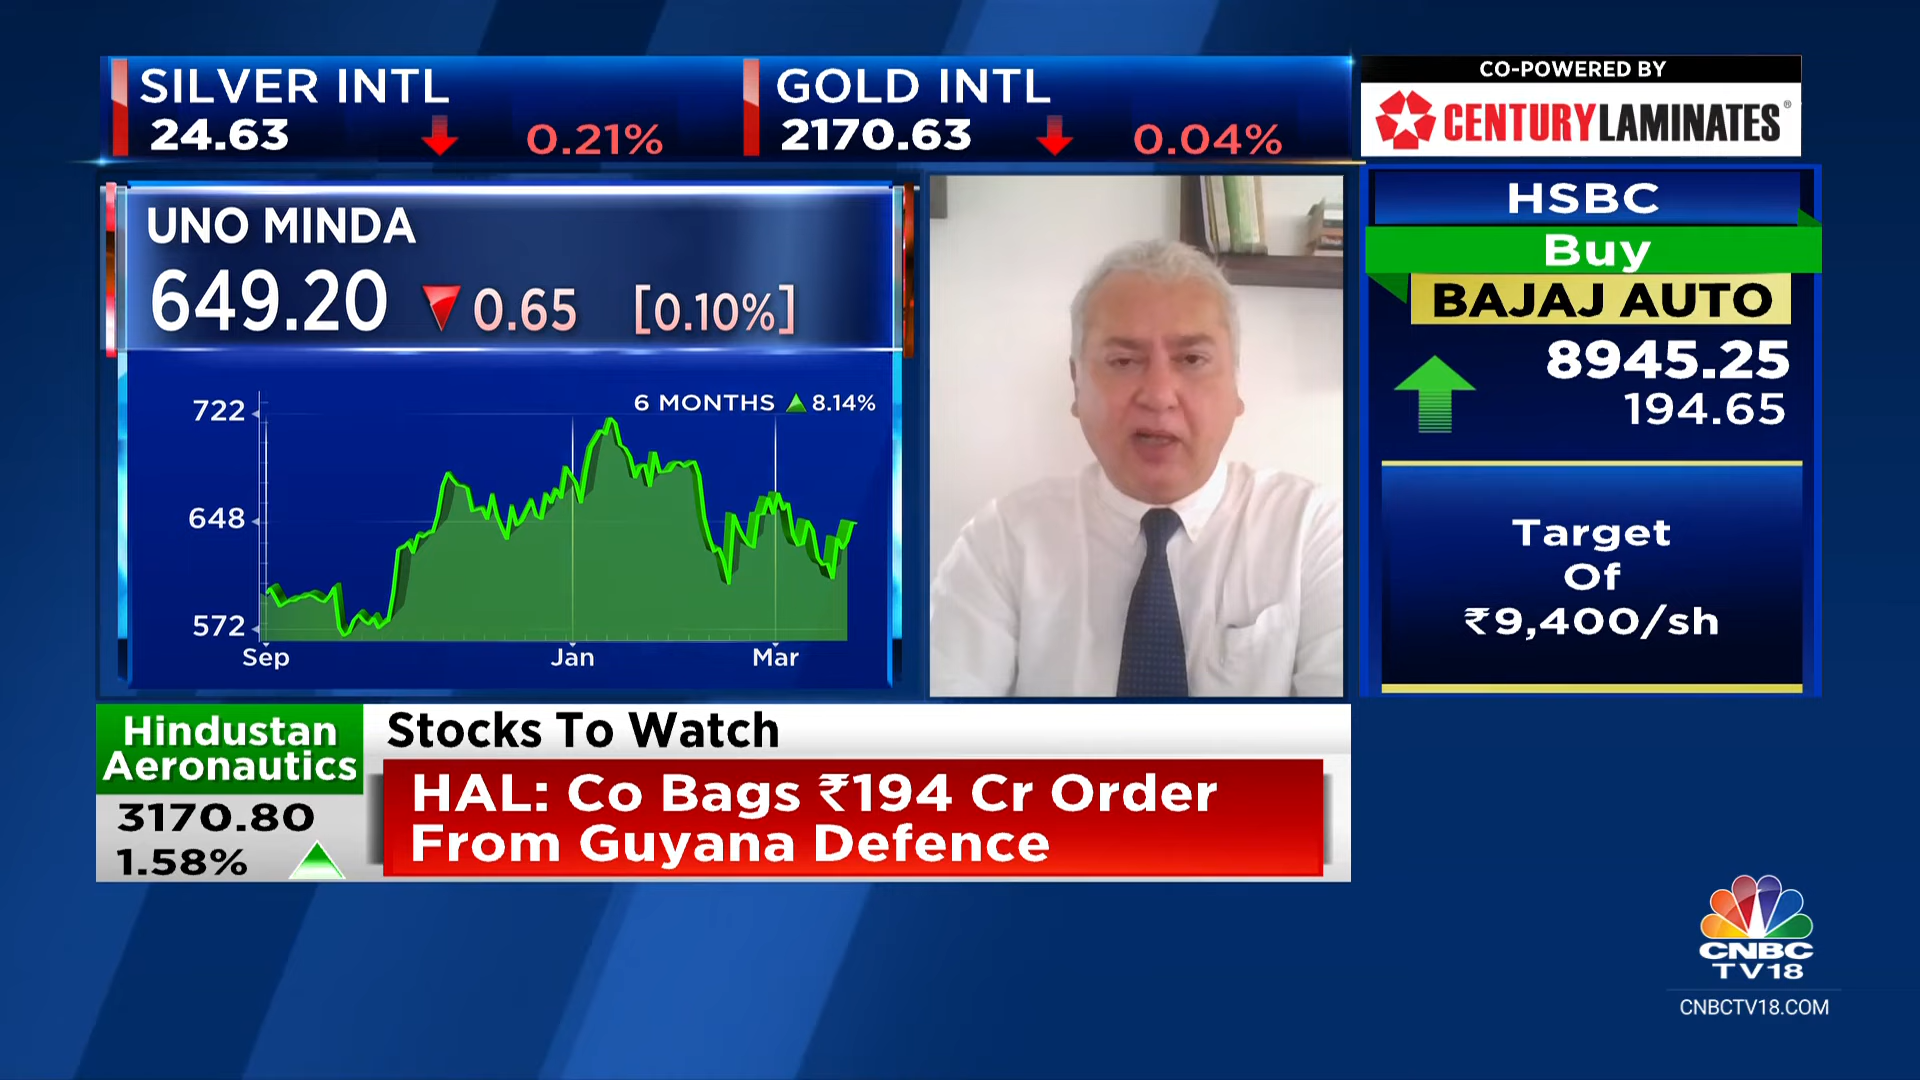 SILVER INTL
24.63 0.21%
GOLD INTL
2170.63 0.04%
CO-POWERED BY
CENTURYLAMINATES®
UNO MINDA
649.20 0.65 [0.10%]
6 MONTHS 8.14%
722
648
572
Sep Jan Mar
HSBC
Buy
BAJAJ AUTO
8945.25
194.65
Target
Of
₹9,400/sh
Hindustan
Aeronautics
3170.80
1.58%
Stocks To Watch
HAL: Co Bags ₹194 Cr Order
From Guyana Defence
CNBC
TV18
CNBCTV18.COM